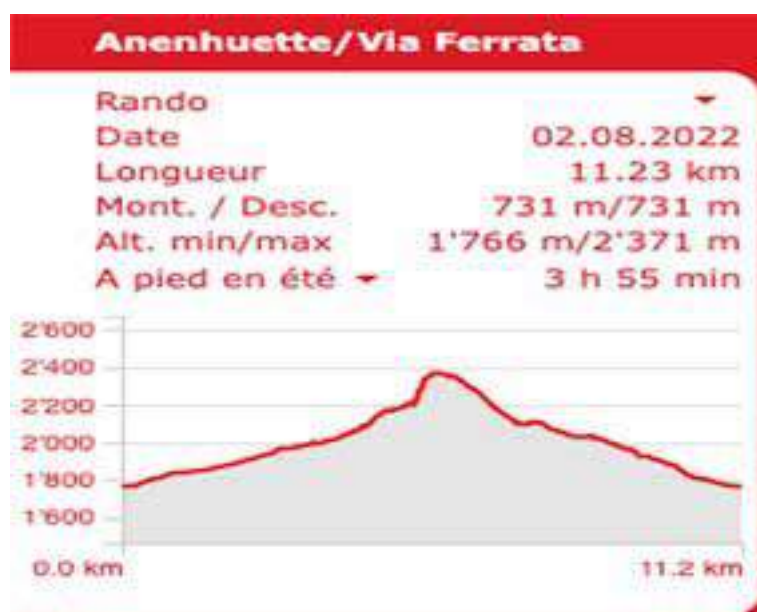 Anenhuette/Via Ferrata
Rando
Date 02.08.2022
Longueur 11.23 km
Mont. / Desc. 731 m/731 m
Alt. min/max 1'766 m/2'371 m
A pied en été 3 h 55 min
2'600
2'400
2'200
2'000
1'800
1'600
0.0 km 11.2 km